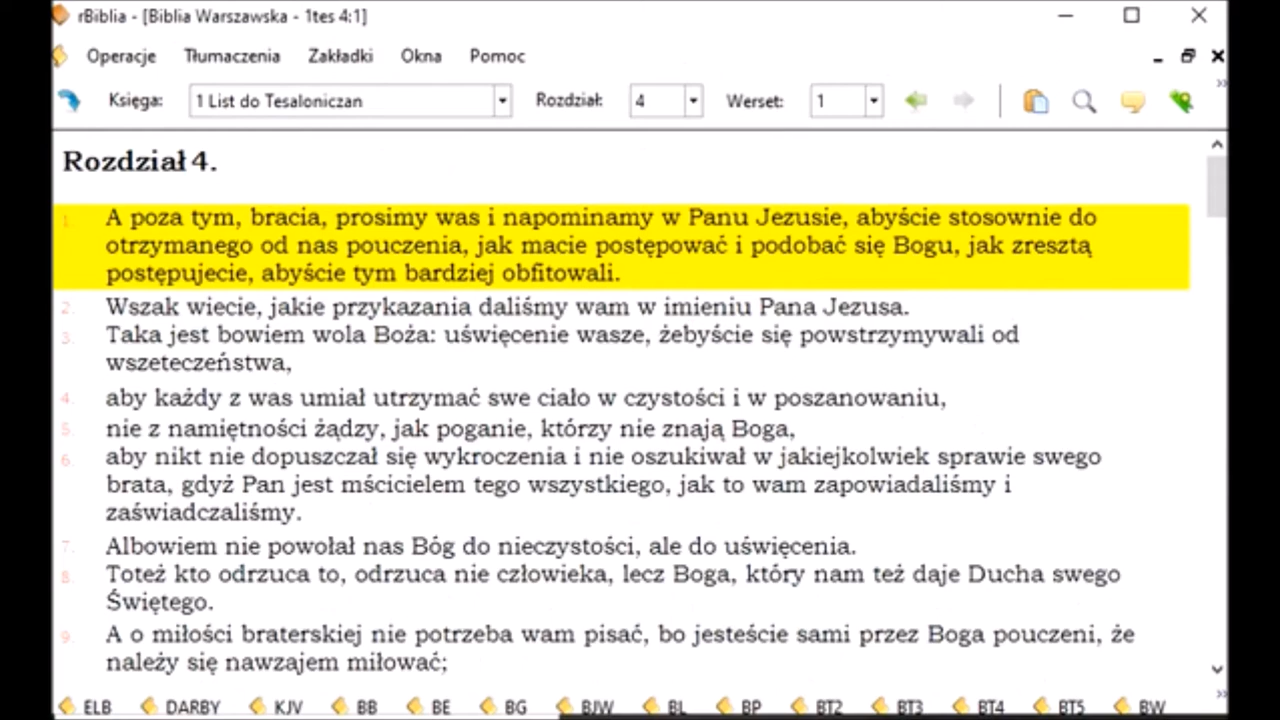 rBiblia - [Biblia Warszawska - 1tes 4:1]
Operacje Tłumaczenia Zakładki Okna Pomoc
Księga: 1 List do Tesaloniczan Rozdział: 4 Werset: 1
Rozdział 4.
1. A poza tym, bracia, prosimy was i napominamy w Panu Jezusie, abyście stosownie do
otrzymanego od nas pouczenia, jak macie postępować i podobać się Bogu, jak zresztą
postępujecie, abyście tym bardziej obfitowali.
2. Wszak wiecie, jakie przykazania daliśmy wam w imieniu Pana Jezusa.
3. Taka jest bowiem wola Boża: uświęcenie wasze, żebyście się powstrzymywali od
wszeteczeństwa,
4. aby każdy z was umiał utrzymać swe ciało w czystości i w poszanowaniu,
5. nie z namiętności żądzy, jak poganie, którzy nie znają Boga,
6. aby nikt nie dopuszczał się wykroczenia i nie oszukiwał w jakiejkolwiek sprawie swego
brata, gdyż Pan jest mścicielem tego wszystkiego, jak to wam zapowiadaliśmy i
zaświadczaliśmy.
7. Albowiem nie powołał nas Bóg do nieczystości, ale do uświęcenia.
8. Toteż kto odrzuca to, odrzuca nie człowieka, lecz Boga, który nam też daje Ducha swego
Świętego.
9. A o miłości braterskiej nie potrzeba wam pisać, bo jesteście sami przez Boga pouczeni, że
należy się nawzajem miłować;
ELB DARBY KJV BB BE BG BJW BL BP BT2 BT3 BT4 BT5 BW